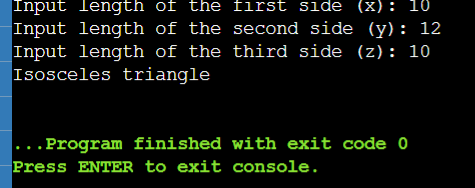 Input length of the first side (x): 10
Input length of the second side (y): 12
Input length of the third side (z): 10
Isosceles triangle
...Program finished with exit code 0
Press ENTER to exit console.